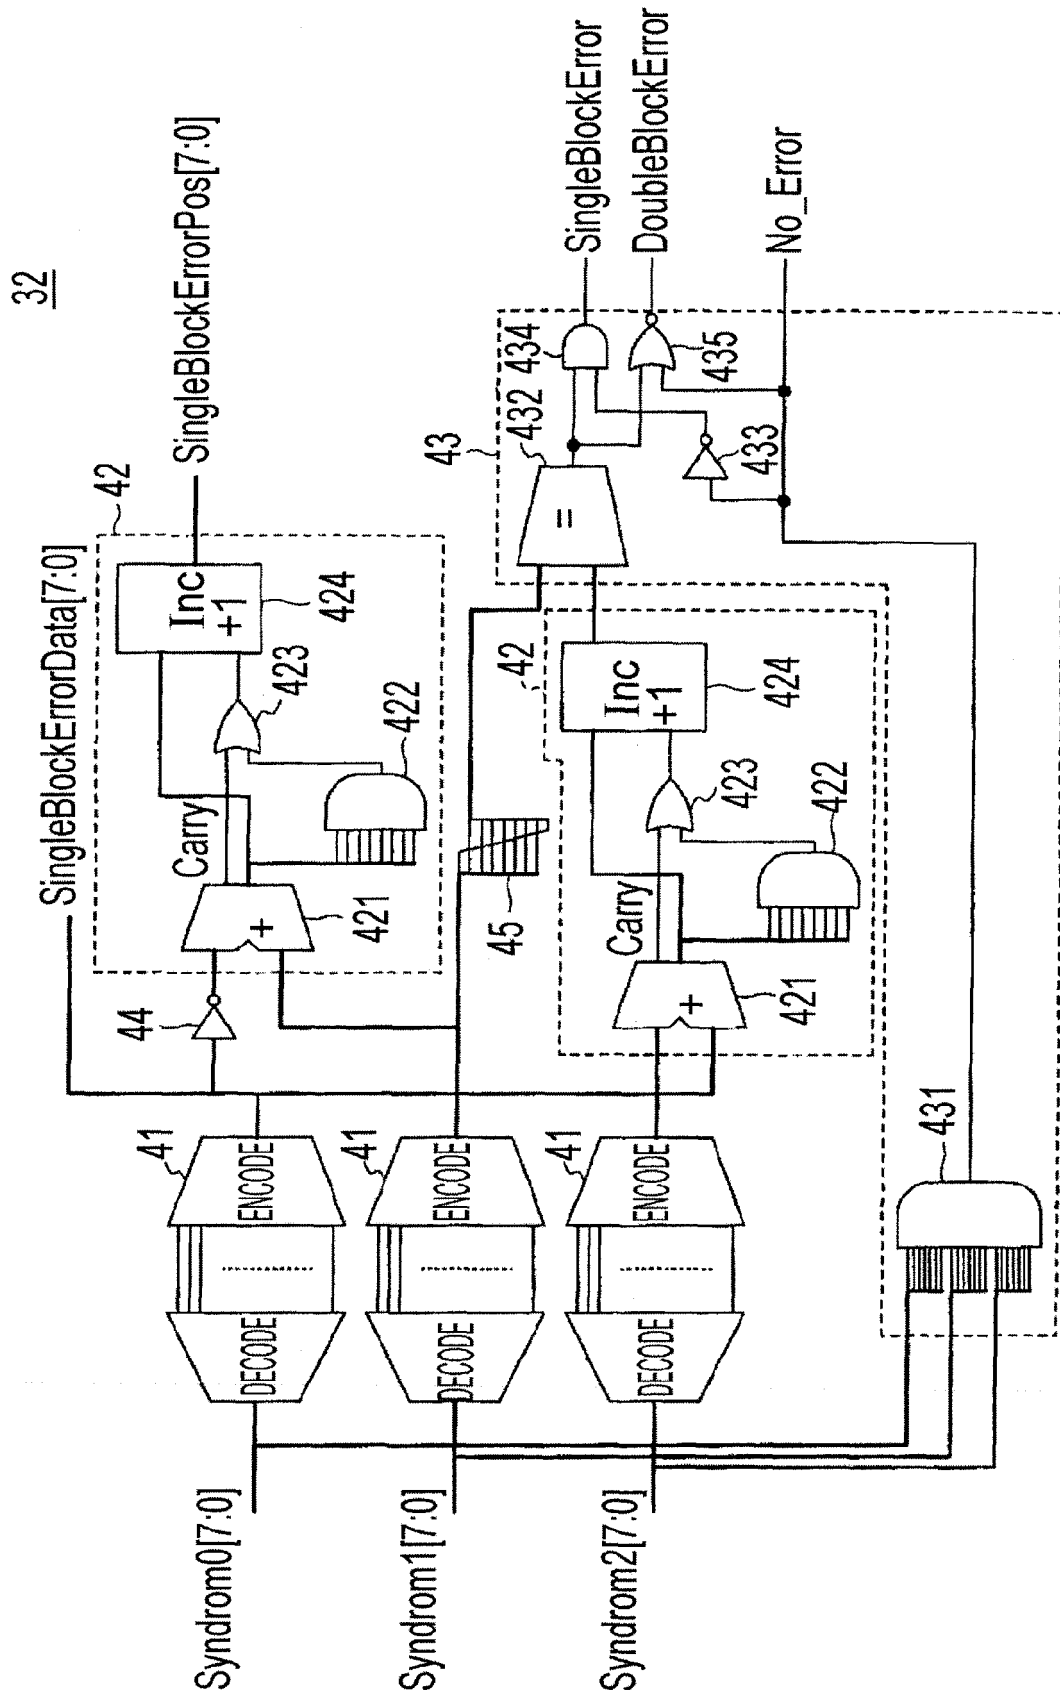 32
SingleBlockErrorData[7:0]
SingleBlockErrorPos[7:0]
42
44
+
421
Carry
422
423
Inc
+1
424
Syndrom0[7:0]
DECODE
ENCODE
41
Syndrom1[7:0]
DECODE
ENCODE
41
45
Syndrom2[7:0]
DECODE
ENCODE
41
42
+
421
Carry
422
423
Inc
+1
424
43
=
432
434
SingleBlockError
435
DoubleBlockError
433
No_Error
431